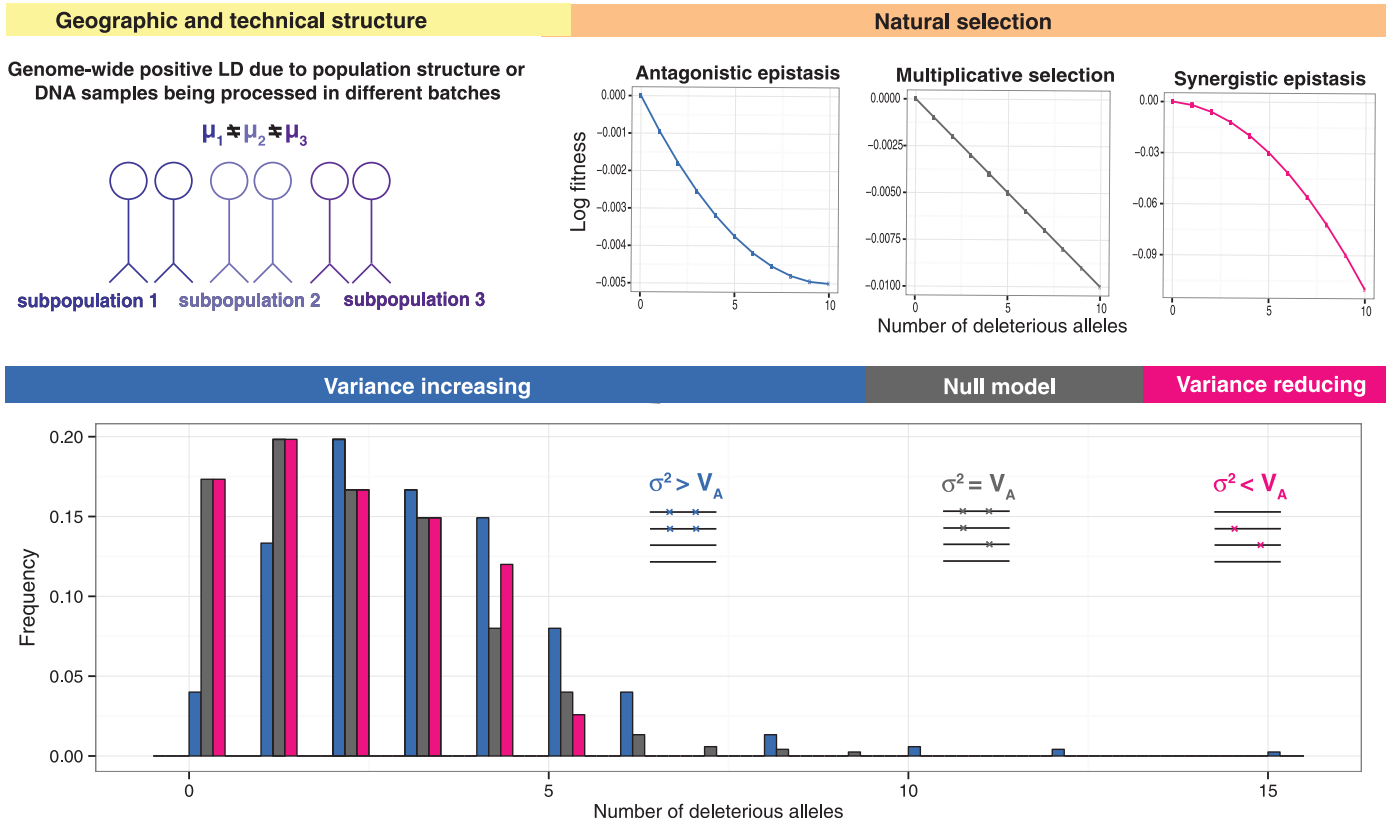 Geographic and technical structure
Natural selection
Genome-wide positive LD due to population structure or
DNA samples being processed in different batches
μ1 ≠ μ2 ≠ μ3
subpopulation 1
subpopulation 2
subpopulation 3
Log fitness
Antagonistic epistasis
0.000
−0.001
−0.002
−0.003
−0.004
−0.005
0
5
10
Multiplicative selection
0.0000
−0.0025
−0.0050
−0.0075
−0.0100
0
5
10
Synergistic epistasis
0.00
−0.03
−0.06
−0.09
0
5
10
Number of deleterious alleles
Variance increasing
Null model
Variance reducing
Frequency
0.20
0.15
0.10
0.05
0.00
σ² > VA
σ² = VA
σ² < VA
0
5
10
15
Number of deleterious alleles